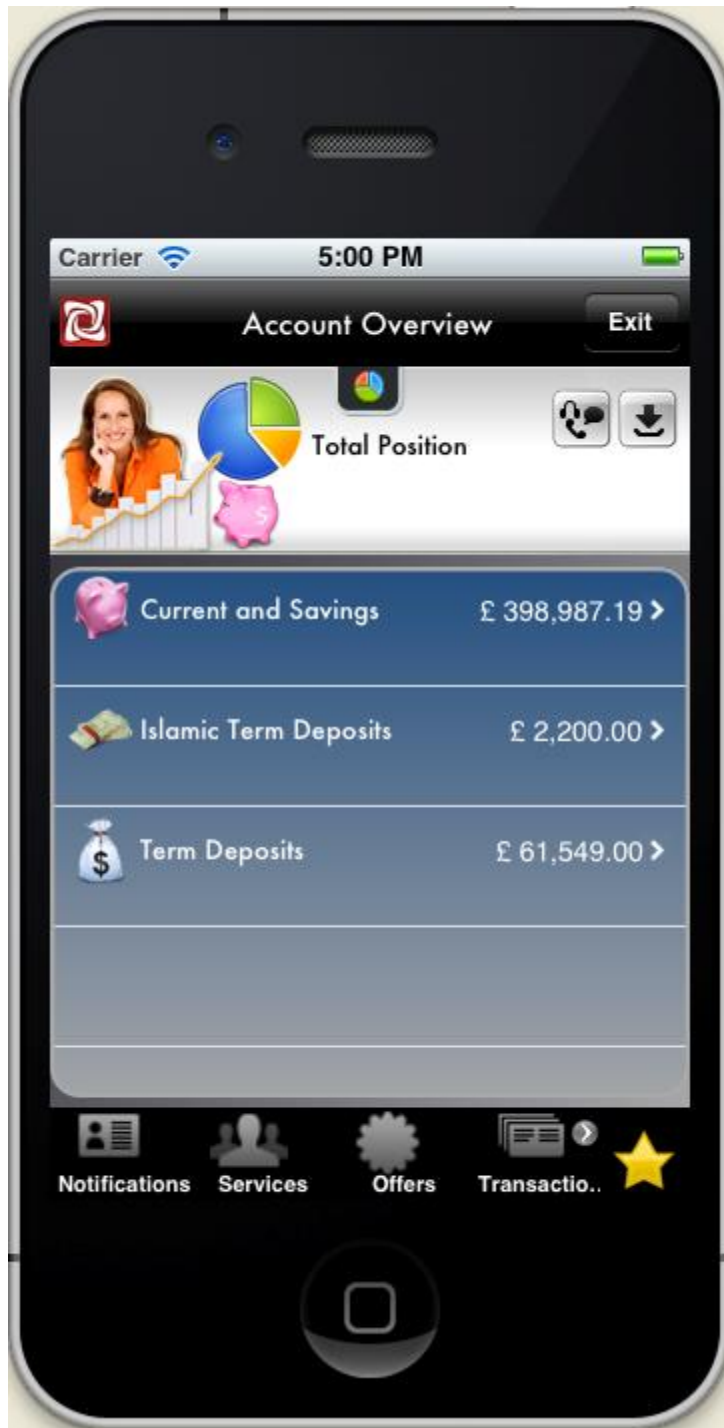 Carrier 5:00 PM
Account Overview Exit
Total Position
$
Current and Savings £ 398,987.19
Islamic Term Deposits £ 2,200.00
$
Term Deposits £ 61,549.00
Notifications Services Offers Transactio..